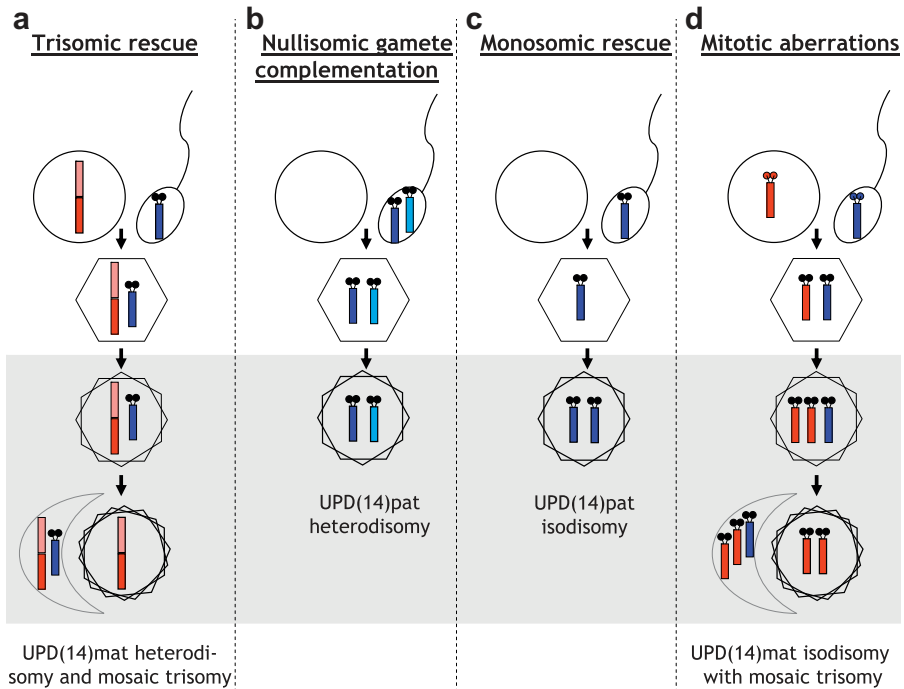 a
Trisomic rescue
b
Nullisomic gamete
complementation
c
Monosomic rescue
d
Mitotic aberrations
UPD(14)pat
heterodisomy
UPD(14)pat
isodisomy
UPD(14)mat heterodi-
somy and mosaic trisomy
UPD(14)mat isodisomy
with mosaic trisomy